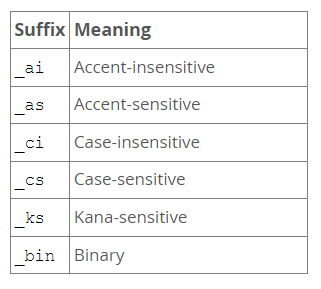 Suffix Meaning
_ai Accent-insensitive
_as Accent-sensitive
_ci Case-insensitive
_cs Case-sensitive
_ks Kana-sensitive
_bin Binary